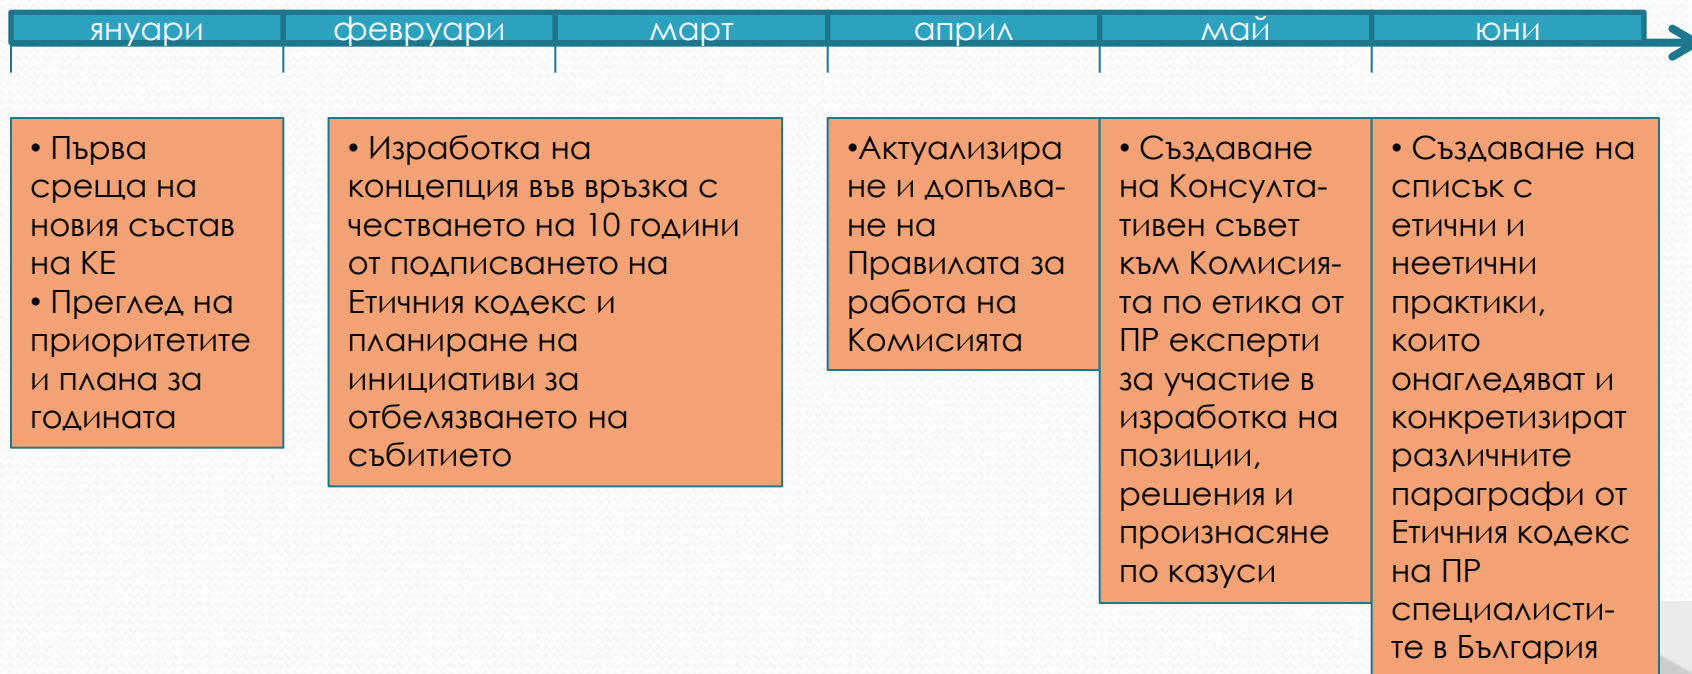 януари февруари март април май юни
• Първа
среща на
новия състав
на КЕ
• Преглед на
приоритетите
и плана за
годината
• Изработка на
концепция във връзка с
честването на 10 години
от подписването на
Етичния кодекс и
планиране на
инициативи за
отбелязването на
събитието
•Актуализира
не и допълва-
не на
Правилата за
работа на
Комисията
• Създаване
на Консулта-
тивен съвет
към Комисия-
та по етика от
ПР експерти
за участие в
изработка на
позиции,
решения и
произнасяне
по казуси
• Създаване на
списък с
етични и
неетични
практики,
които
онагледяват и
конкретизират
различните
параграфи от
Етичния кодекс
на ПР
специалисти-
те в България